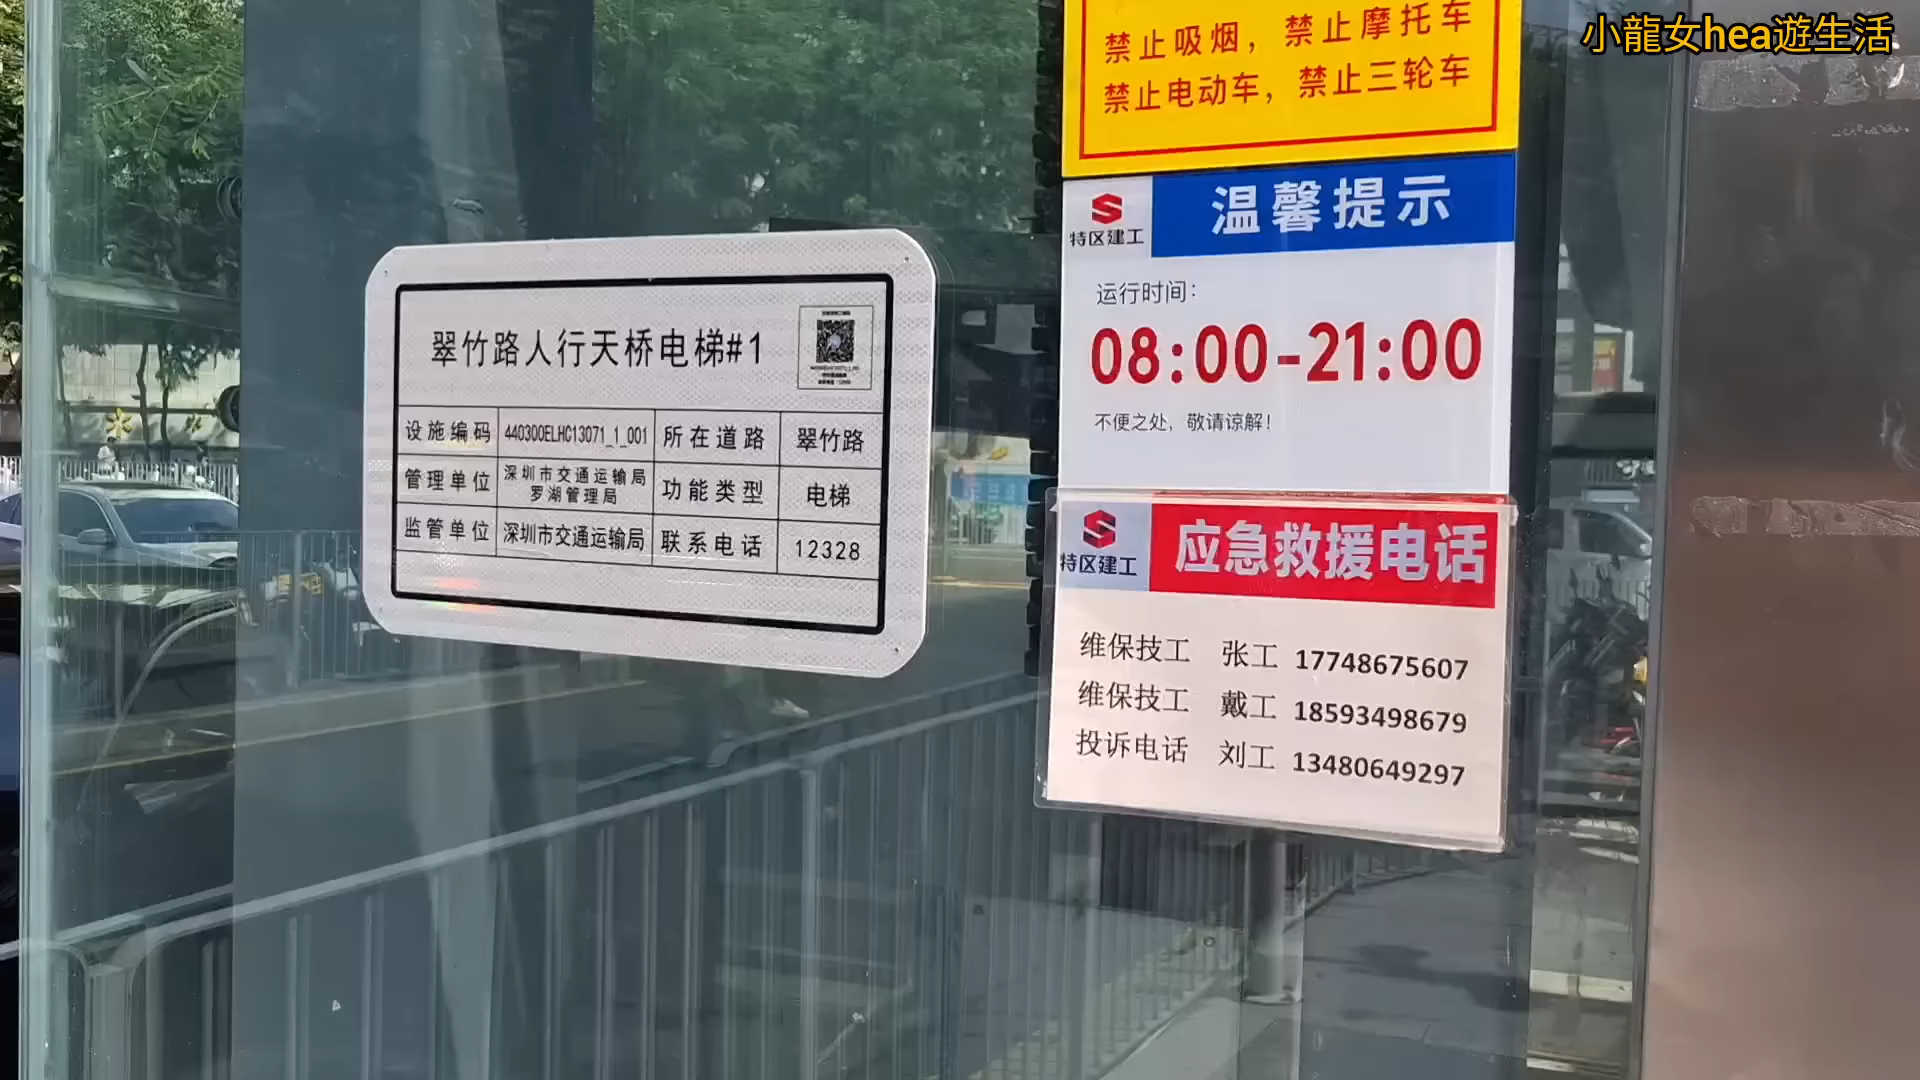 小龍女hea遊生活
禁止吸烟，禁止摩托车
禁止电动车，禁止三轮车
特区建工
温馨提示
运行时间：
08:00-21:00
不便之处，敬请谅解！
特区建工
应急救援电话
维保技工 张工 17748675607
维保技工 戴工 18593498679
投诉电话 刘工 13480649297
翠竹路人行天桥电梯#1
设施编码 440300ELHC13071_1_001 所在道路 翠竹路
管理单位 深圳市交通运输局 罗湖管理局 功能类型 电梯
监管单位 深圳市交通运输局 联系电话 12328